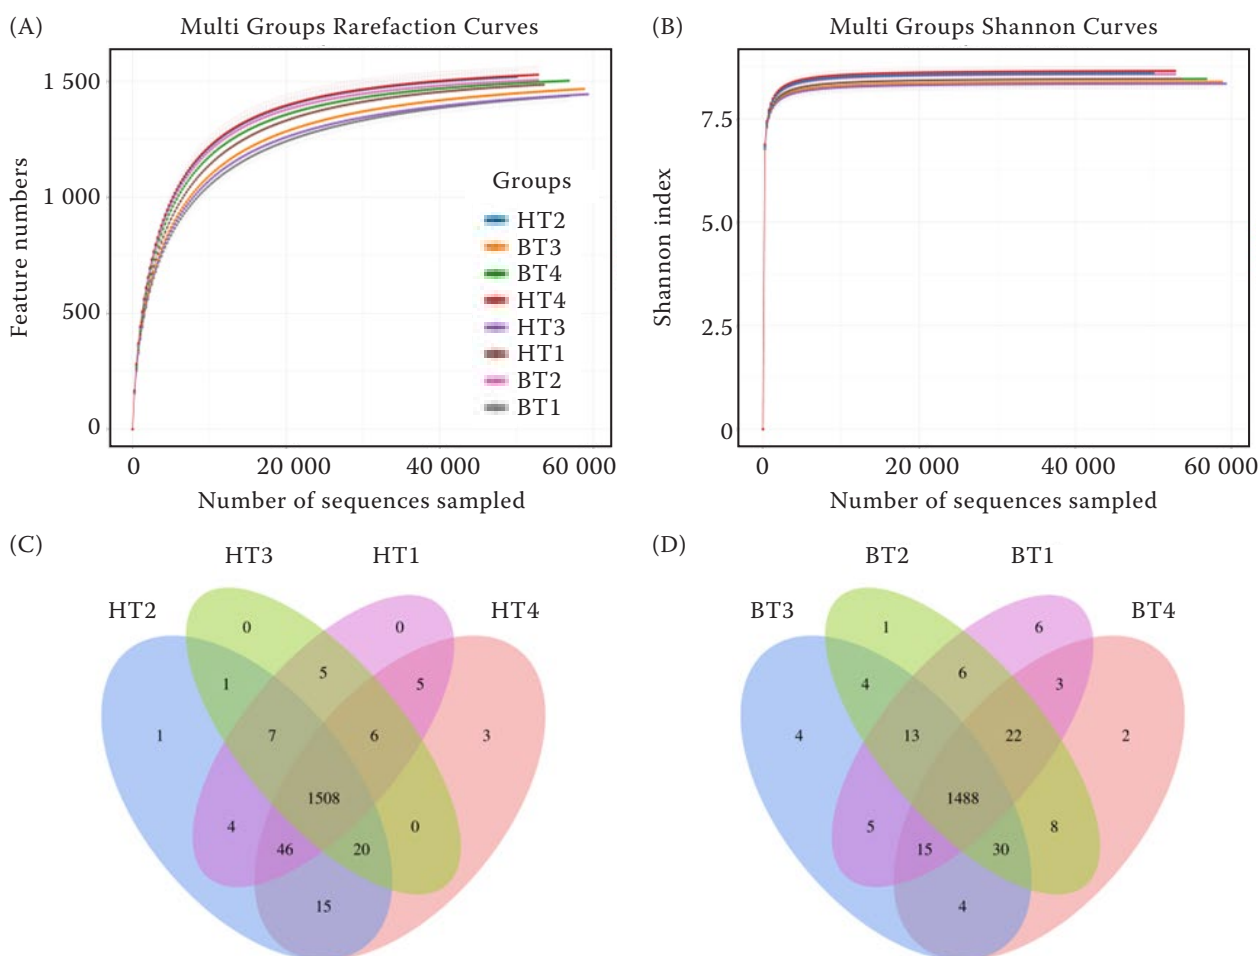 (A)
Multi Groups Rarefaction Curves
Feature numbers
1 500
1 000
500
0
0 20 000 40 000 60 000
Number of sequences sampled
Groups
HT2
BT3
BT4
HT4
HT3
HT1
BT2
BT1
(B)
Multi Groups Shannon Curves
Shannon index
7.5
5.0
2.5
0
0 20 000 40 000 60 000
Number of sequences sampled
(C)
HT3 HT1
HT2 HT4
0 0
5
1 5
1 7 6 3
1508
4 0
46 20
15
(D)
BT2 BT1
BT3 BT4
1 6
6
4 3
4 13 22 2
1488
5 8
15 30
4